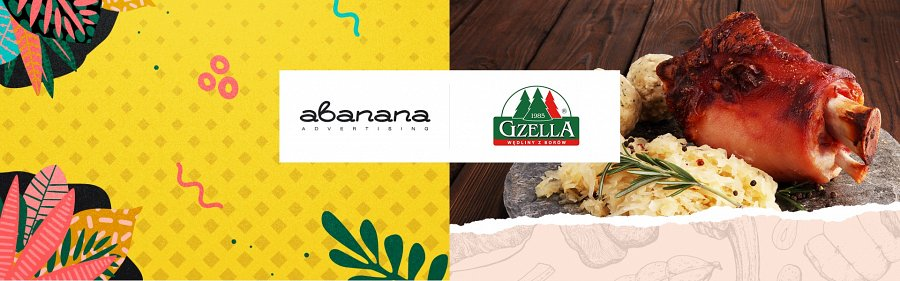 abanana
ADVERTISING
1985
GZELLA
®
WĘDLINY Z BORÓW